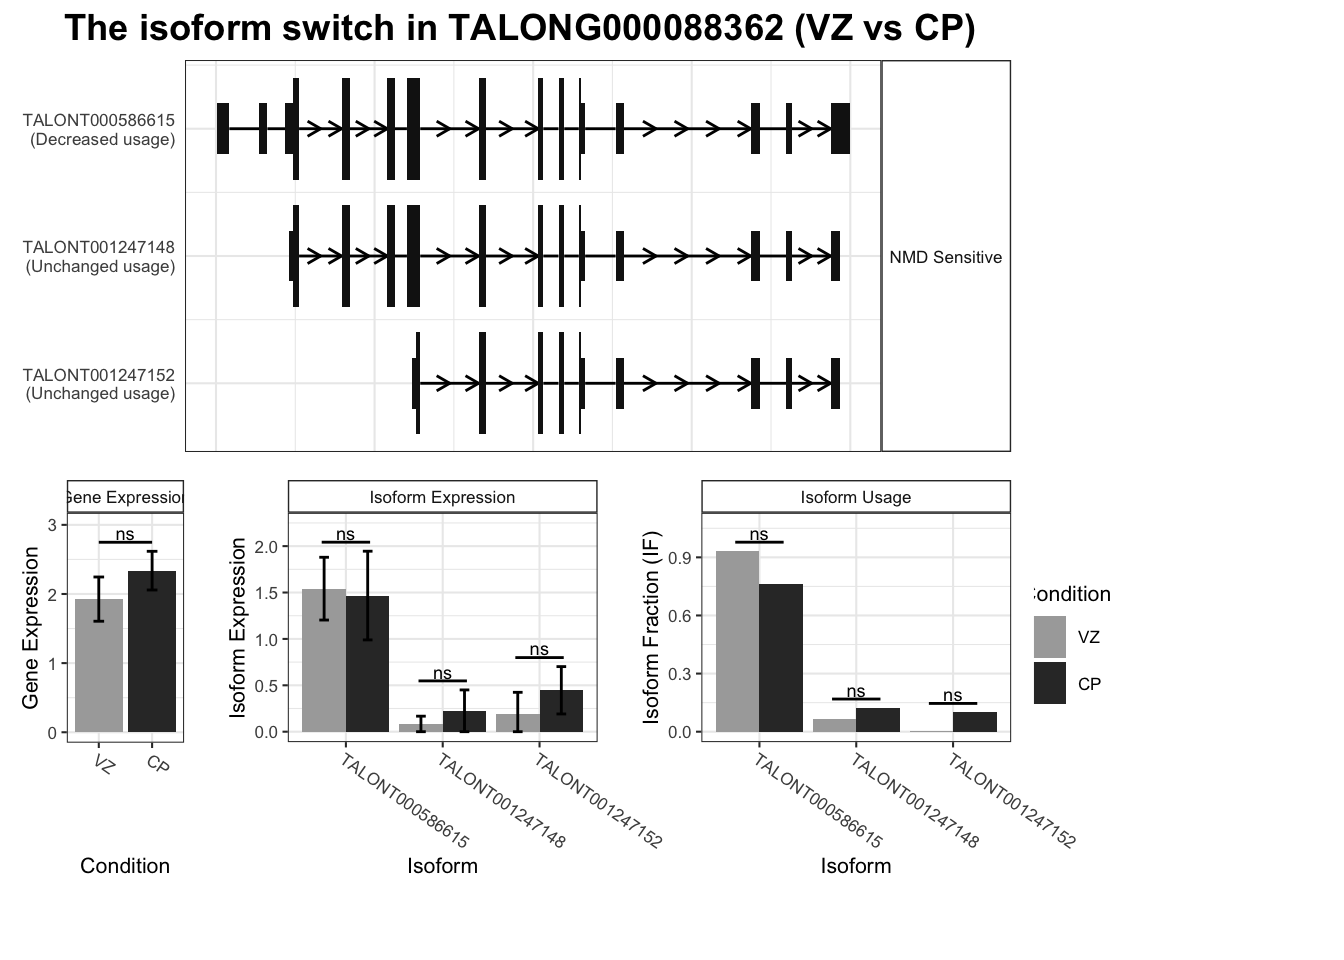 The isoform switch in TALONG000088362 (VZ vs CP)
TALONT000586615
(Decreased usage)
TALONT001247148
(Unchanged usage)
TALONT001247152
(Unchanged usage)
NMD Sensitive
Gene Expression
Gene Expression
3
2
1
0
ns
VZ
CP
Condition
Isoform Expression
Isoform Expression
2.0
1.5
1.0
0.5
0.0
ns
ns
ns
TALONT000586615
TALONT001247148
TALONT001247152
Isoform
Isoform Usage
Isoform Fraction (IF)
0.9
0.6
0.3
0.0
ns
ns
ns
TALONT000586615
TALONT001247148
TALONT001247152
Isoform
Condition
VZ
CP